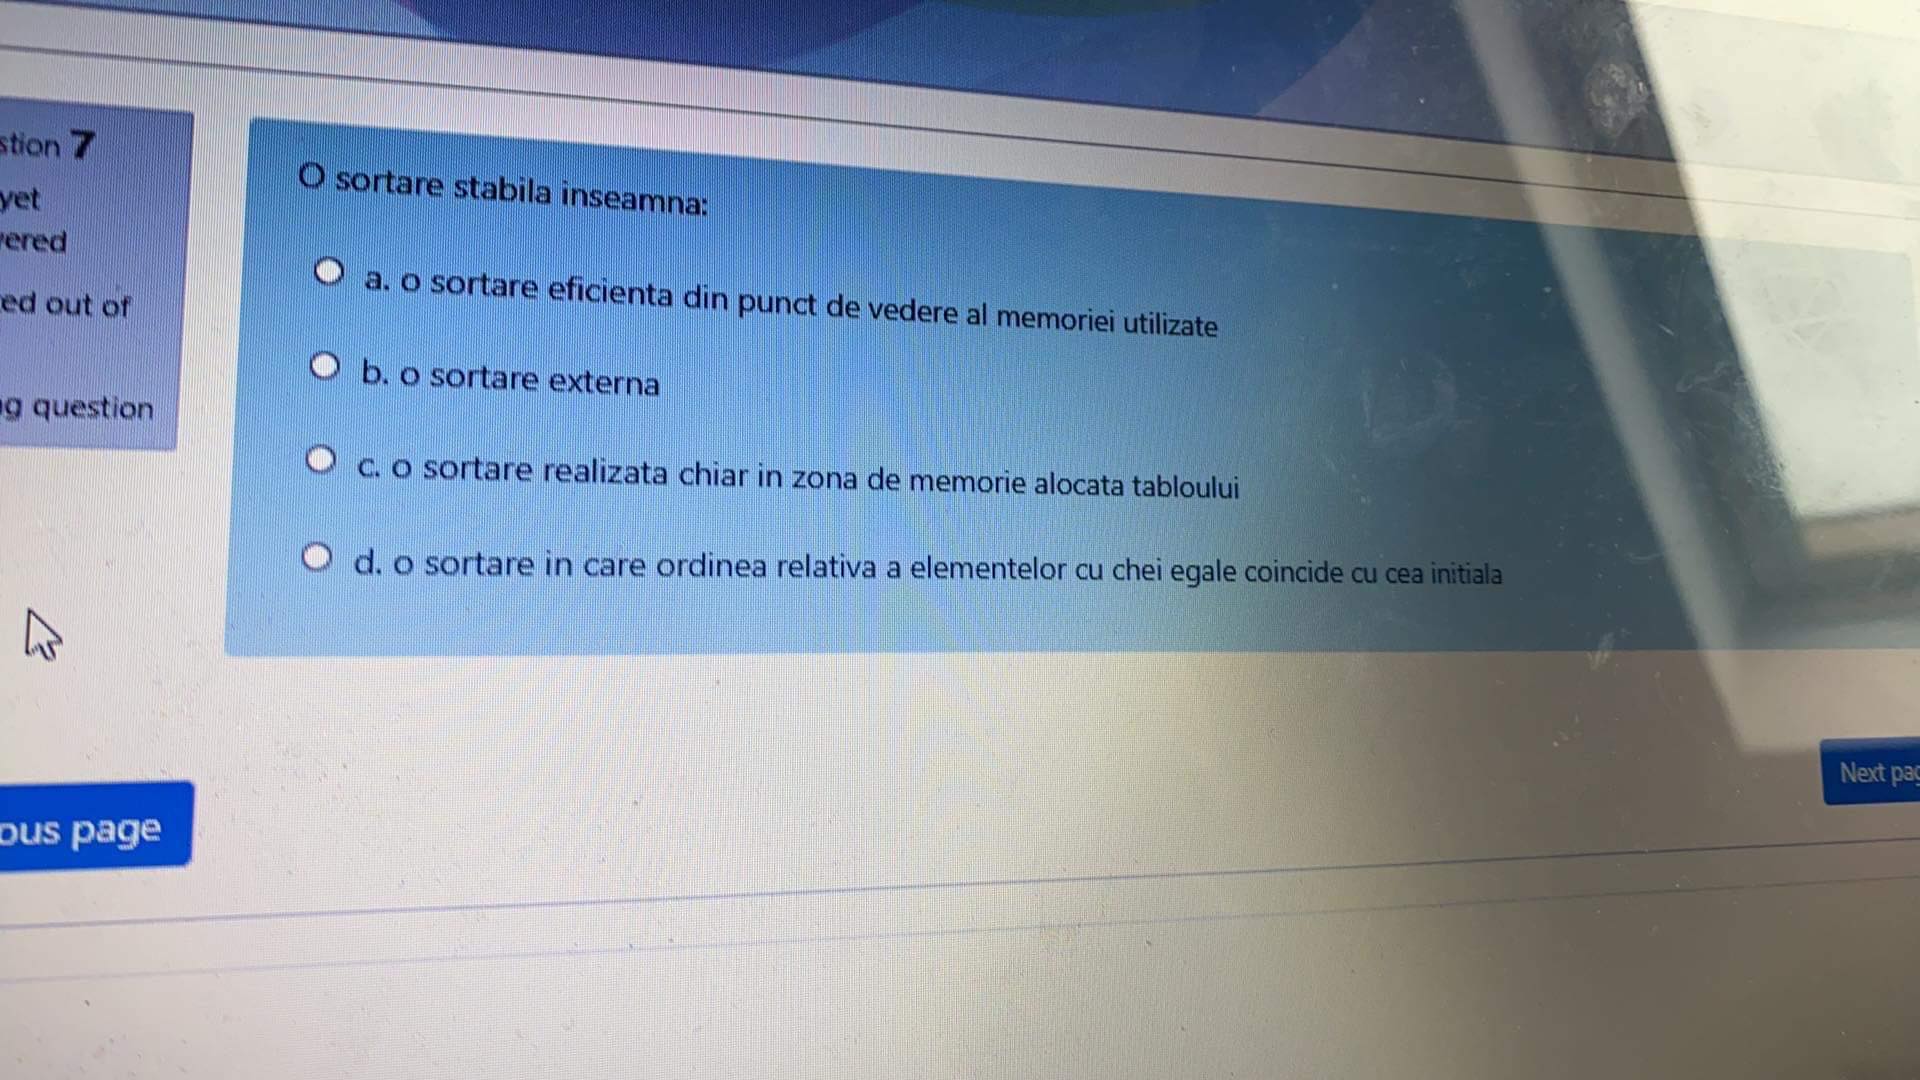 stion 7
yet
ered
ed out of
g question
O sortare stabila inseamna:
a. o sortare eficienta din punct de vedere al memoriei utilizate
b. o sortare externa
c. o sortare realizata chiar in zona de memorie alocata tabloului
d. o sortare in care ordinea relativa a elementelor cu chei egale coincide cu cea initiala
Next pag
ous page